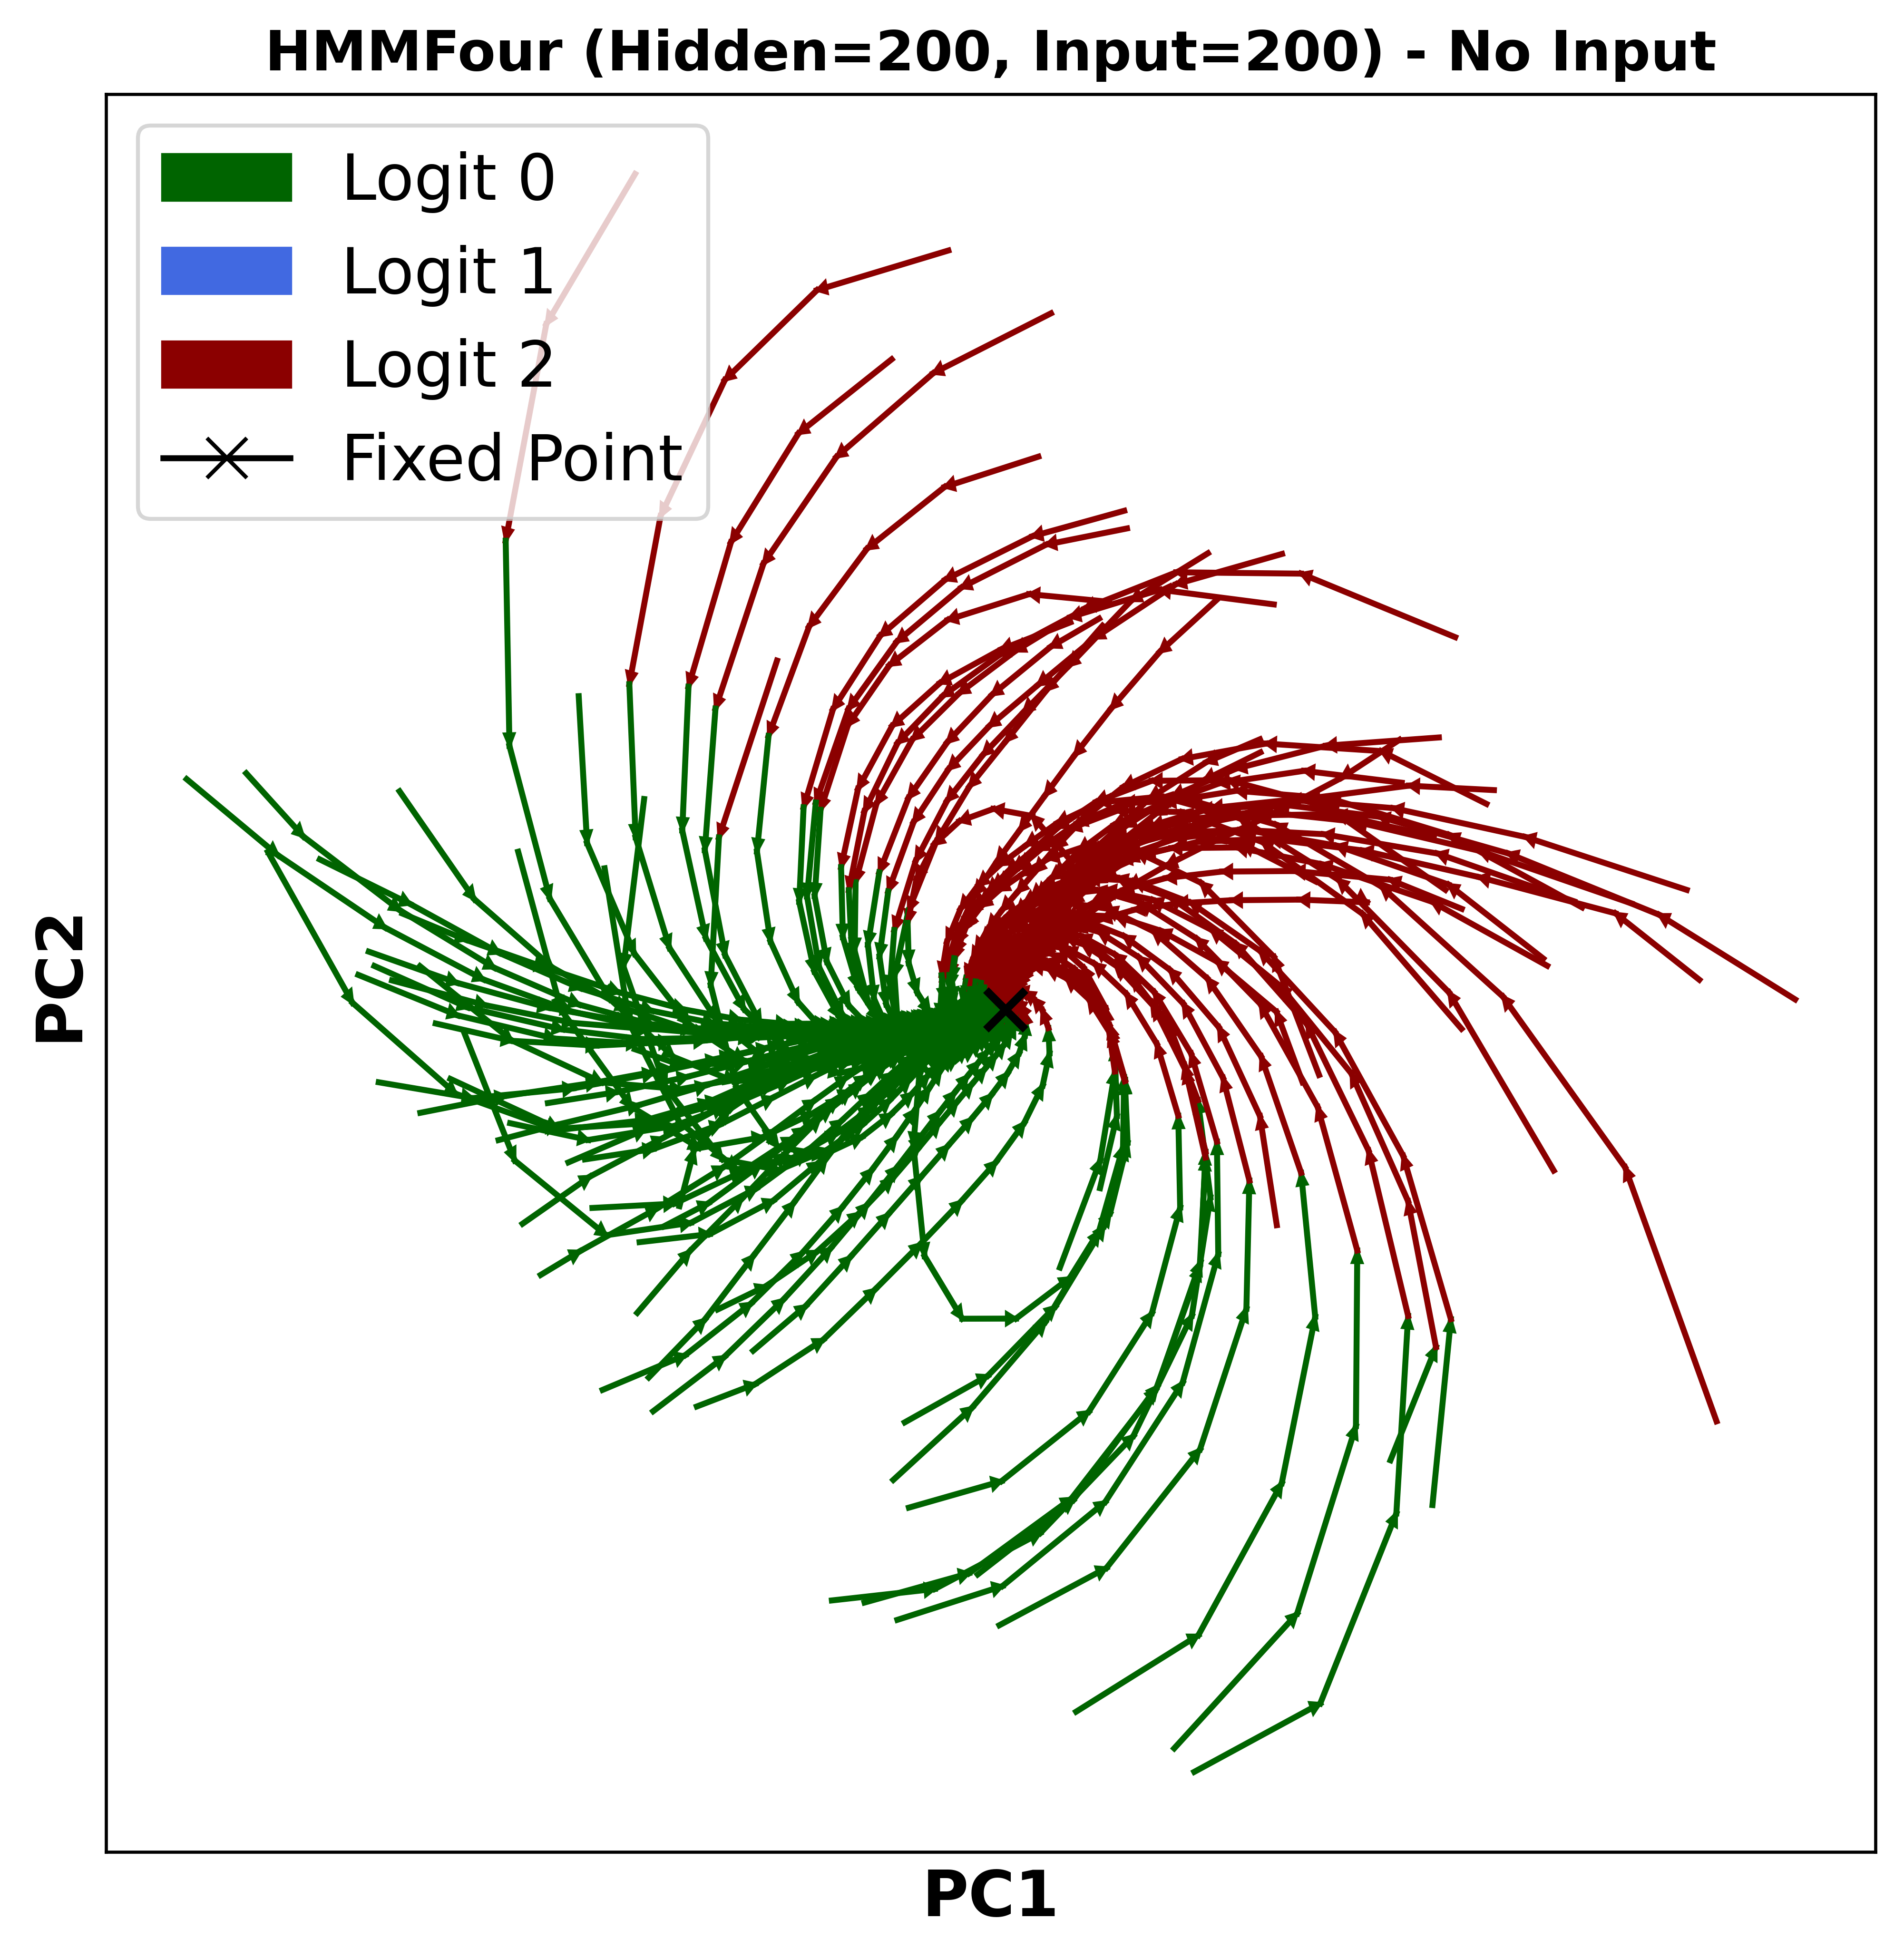 HMMFour (Hidden=200, Input=200) - No Input
Logit 0
Logit 1
Logit 2
Fixed Point
PC2
PC1